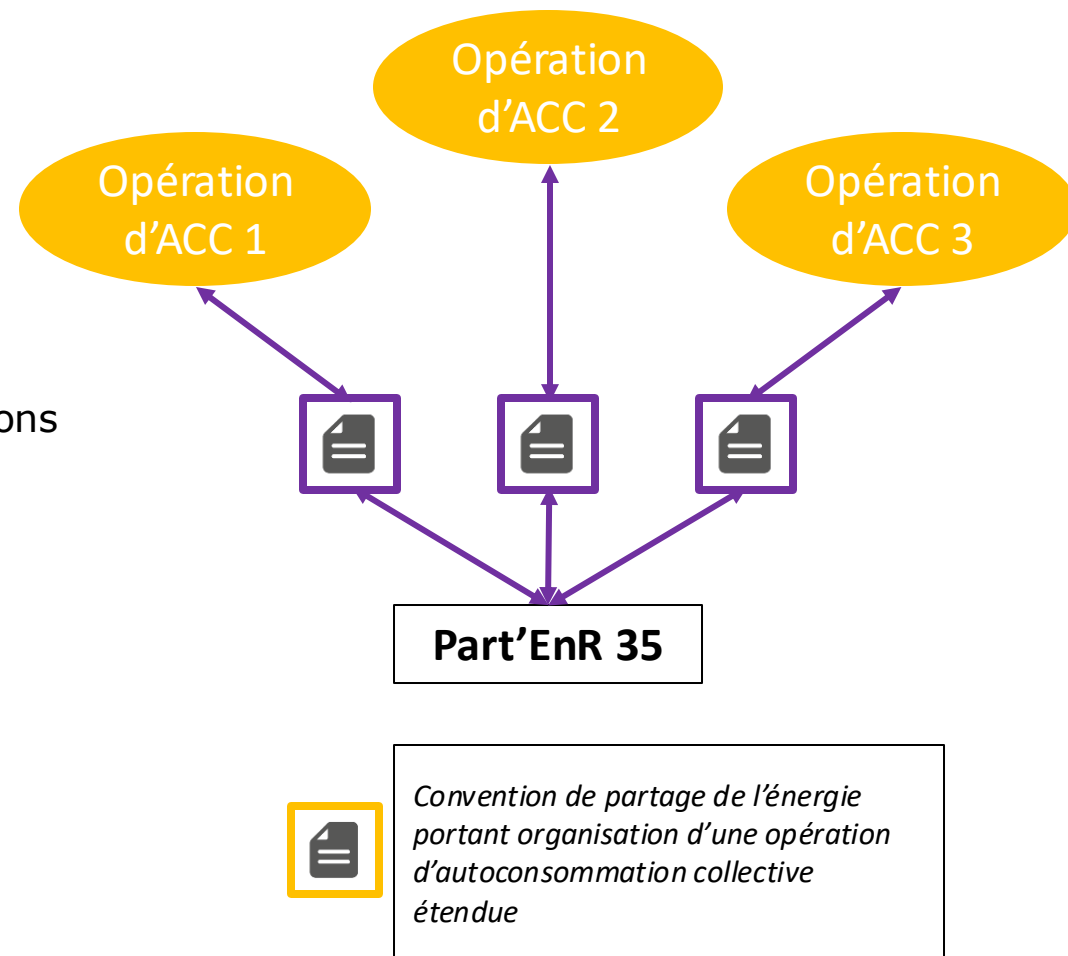 Opération
d’ACC 2
Opération
d’ACC 1
Opération
d’ACC 3
ons
Part’EnR 35
Convention de partage de l’énergie
portant organisation d’une opération
d’autoconsommation collective
étendue